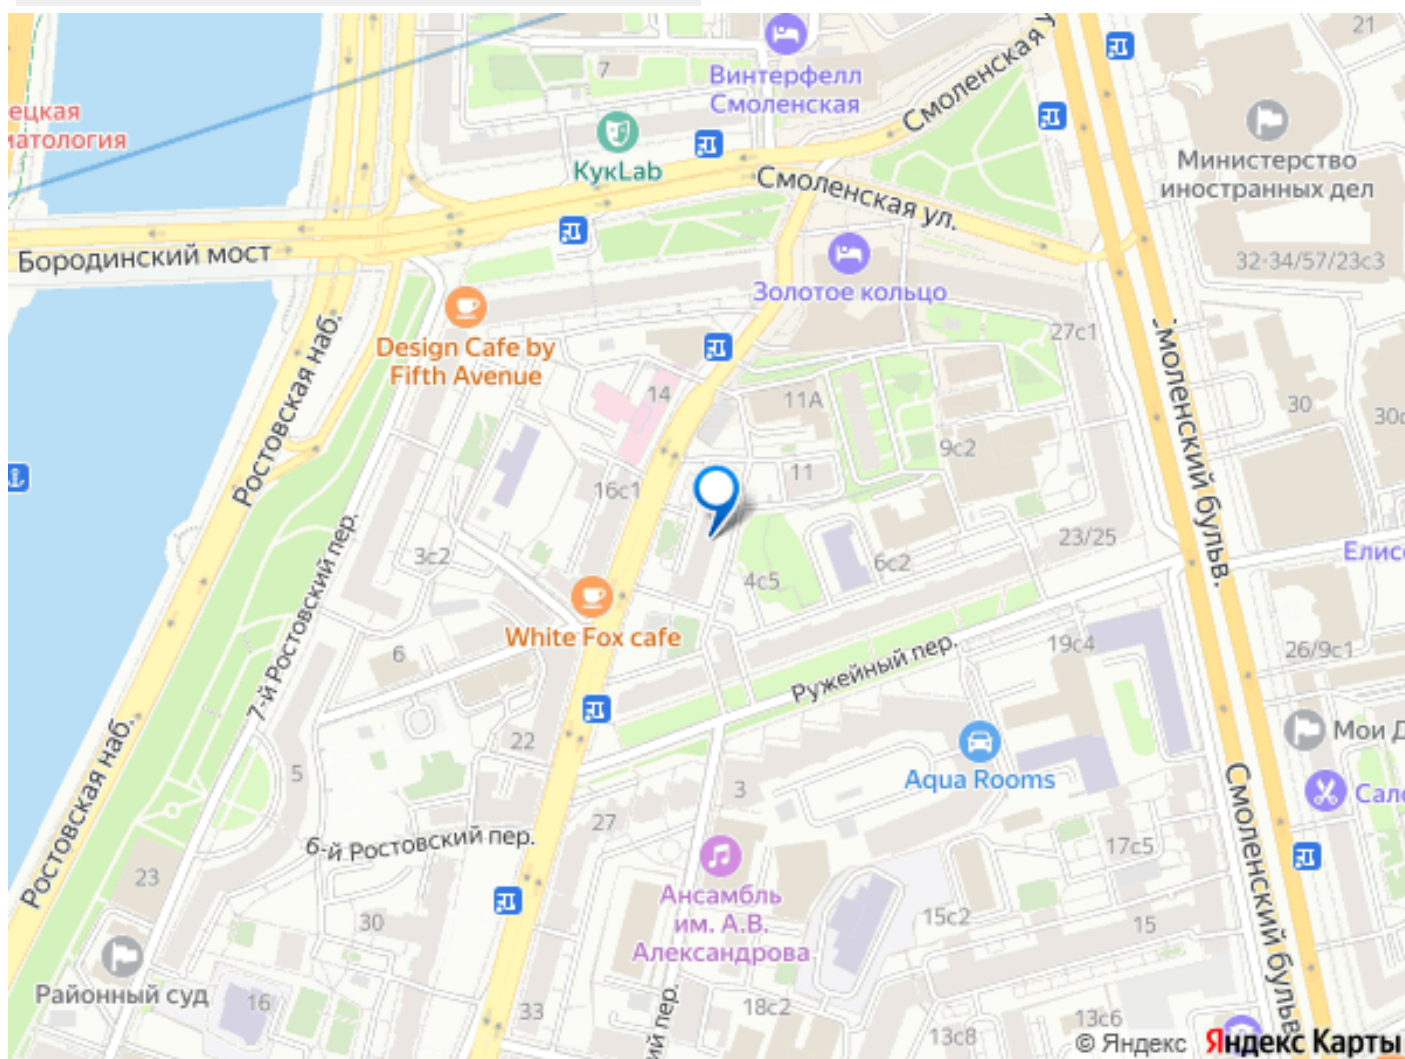 21
7
Винтерфелл
Смоленская
Смоленская у
КукLab
Министерство
иностранных дел
Смоленская ул.
32-34/57/23с3
Бородинский мост
Золотое кольцо
27с1
Design Cafe by
Fifth Avenue
Ростовская наб.
14
11А
30
Смоленский бульв.
9с2
11
16с1
3с2
23/25
6с2
4с5
7-й Ростовский пер.
White Fox cafe
6
19с4
26/9с1
Ружейный пер.
22
5
Aqua Rooms
3
27
Ростовская наб.
6-й Ростовский пер.
17с5
23
Ансамбль
им. А.В.
Александрова
30
15с2
15
Смоленский бульв.
Районный суд
16
33
18с2
13с8
13с6
ий пер.
© Яндекс Яндекс Карты